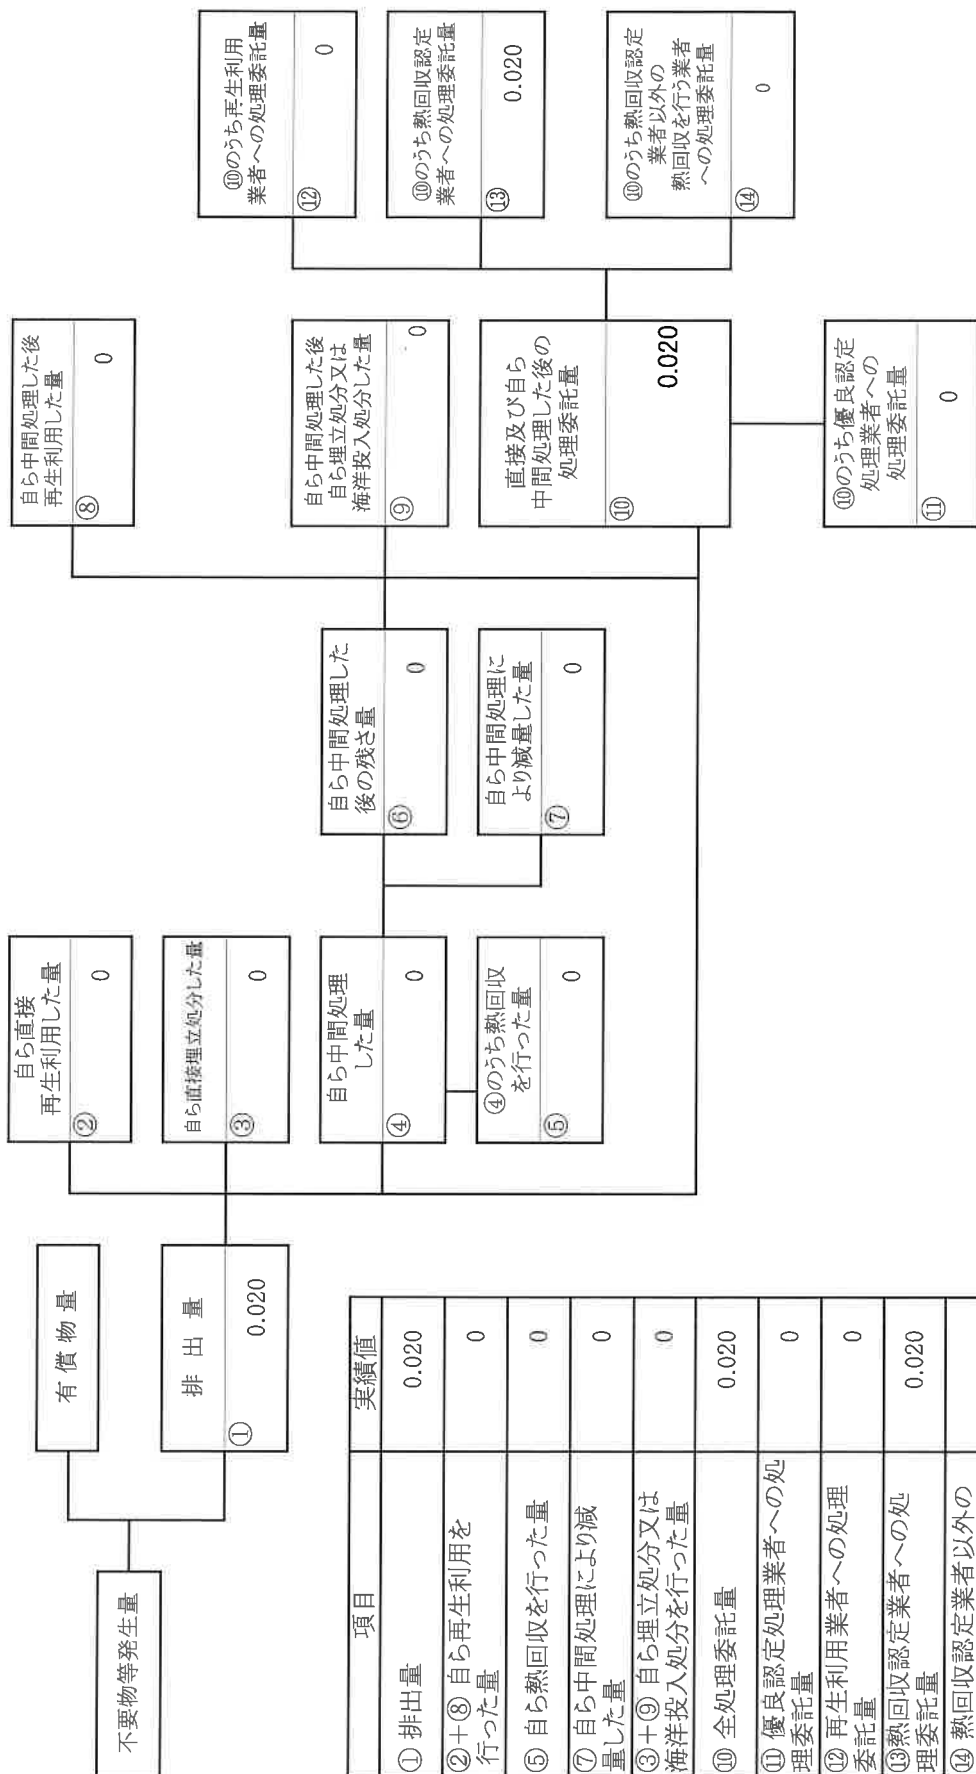 不要物等発生量
有 償 物 量
排 出 量
①
0.020
自ら直接
再生利用した量
②
0
自ら直接埋立処分した量
③
0
自ら中間処理
した量
④
0
④のうち熱回収
を行った量
⑤
0
自ら中間処理した
後の残さ量
⑥
0
自ら中間処理に
より減量した量
⑦
0
自ら中間処理した後
再生利用した量
⑧
0
自ら中間処理した後
自ら埋立処分又は
海洋投入処分した量
⑨
0
直接及び自ら
中間処理した後の
処理委託量
⑩
0.020
⑩のうち優良認定
処理業者への
処理委託量
⑪
0
⑩のうち再生利用
業者への処理委託量
⑫
0
⑩のうち熱回収認定
業者への処理委託量
⑬
0.020
⑩のうち熱回収認定
業者以外の
熱回収を行う業者
への処理委託量
⑭
0
項目 実績値
① 排出量 0.020
②+⑧ 自ら再生利用を
行った量 0
⑤ 自ら熱回収を行った量 0
⑦ 自ら中間処理により減
量した量 0
③+⑨ 自ら埋立処分又は
海洋投入処分を行った量 0
⑩ 全処理委託量 0.020
⑪ 優良認定処理業者への処
理委託量 0
⑫ 再生利用業者への処理
委託量 0
⑬熱回収認定業者への処
理委託量 0.020
⑭ 熱回収認定業者以外の